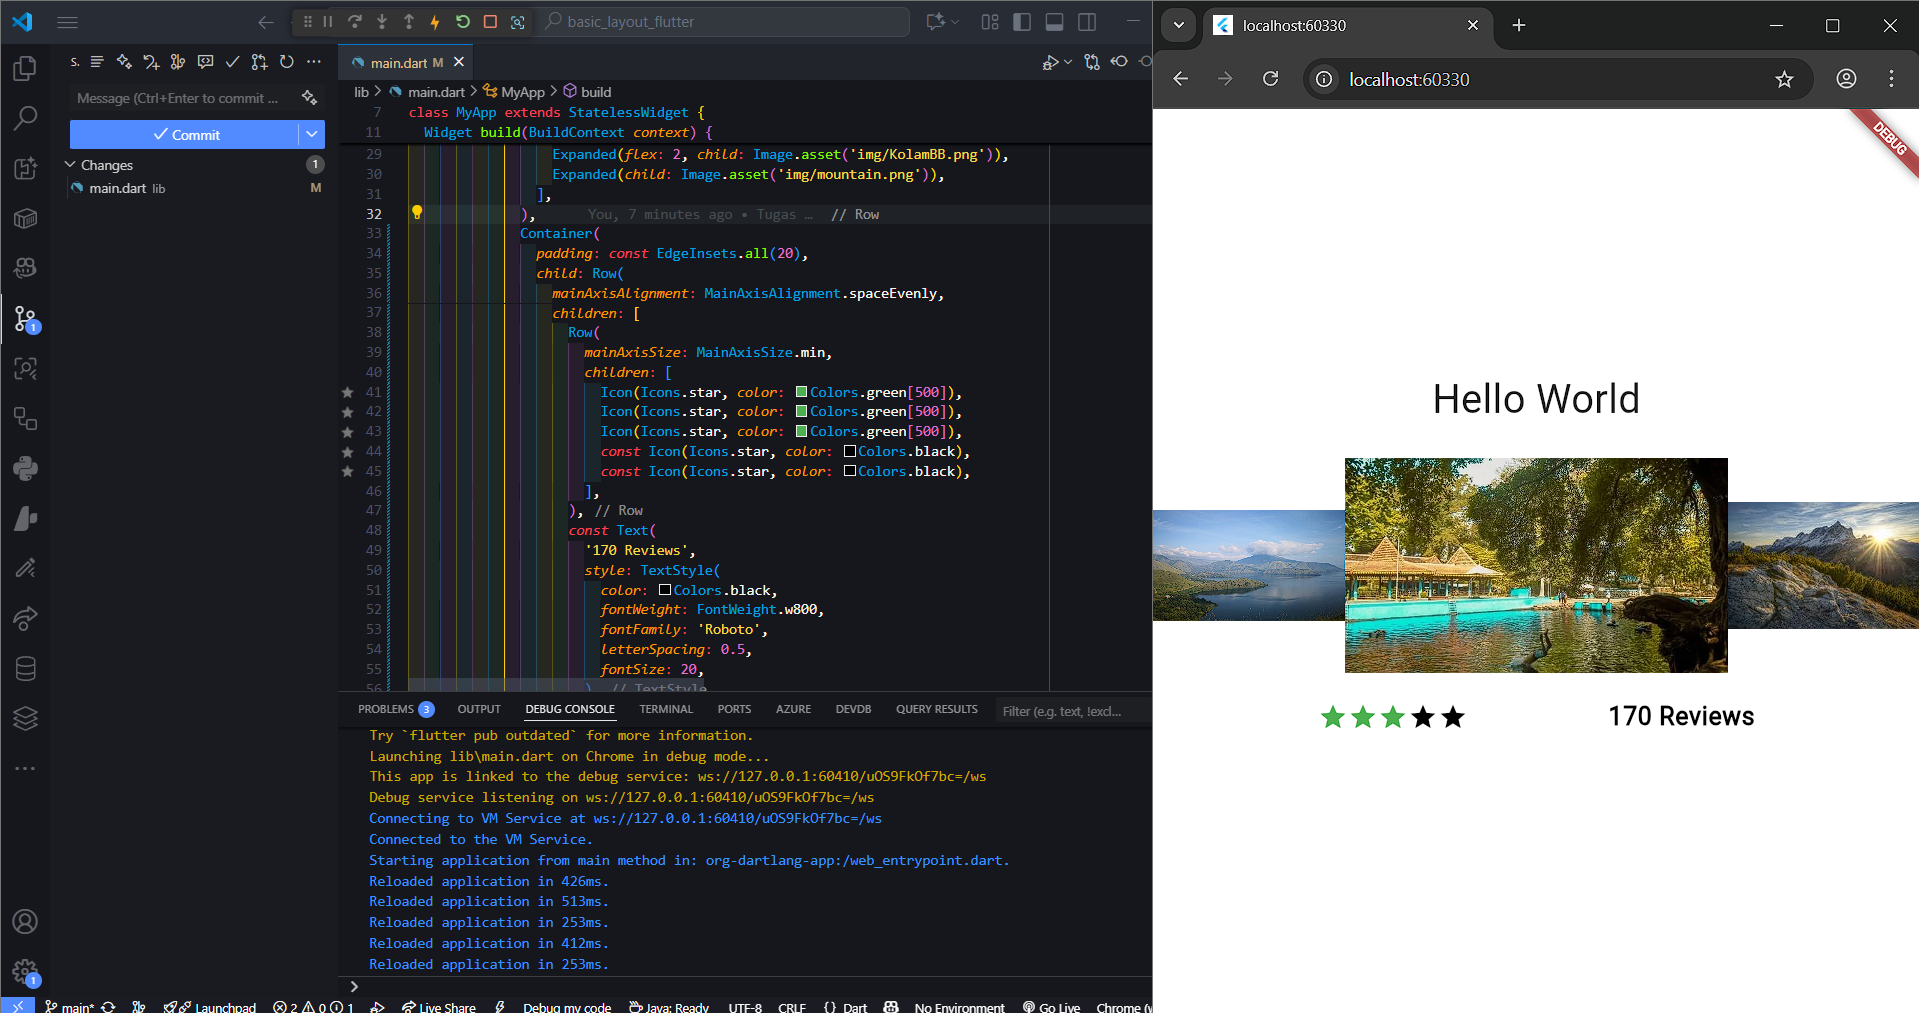 basic_layout_flutter
S.
Message (Ctrl+Enter to commit ...
Commit
Changes 1
main.dart lib M
1
1
main.dart M
lib > main.dart > MyApp > build
7 class MyApp extends StatelessWidget {
11 Widget build(BuildContext context) {
29 Expanded(flex: 2, child: Image.asset('img/KolamBB.png')),
30 Expanded(child: Image.asset('img/mountain.png')),
31 ],
32 ), You, 7 minutes ago • Tugas … // Row
33 Container(
34 padding: const EdgeInsets.all(20),
35 child: Row(
36 mainAxisAlignment: MainAxisAlignment.spaceEvenly,
37 children: [
38 Row(
39 mainAxisSize: MainAxisSize.min,
40 children: [
41 Icon(Icons.star, color: Colors.green[500]),
42 Icon(Icons.star, color: Colors.green[500]),
43 Icon(Icons.star, color: Colors.green[500]),
44 const Icon(Icons.star, color: Colors.black),
45 const Icon(Icons.star, color: Colors.black),
46 ],
47 ), // Row
48 const Text(
49 '170 Reviews',
50 style: TextStyle(
51 color: Colors.black,
52 fontWeight: FontWeight.w800,
53 fontFamily: 'Roboto',
54 letterSpacing: 0.5,
55 fontSize: 20,
56 ) // TextStyle
PROBLEMS 3 OUTPUT DEBUG CONSOLE TERMINAL PORTS AZURE DEVDB QUERY RESULTS Filter (e.g. text, !excl...
Try `flutter pub outdated` for more information.
Launching lib\main.dart on Chrome in debug mode...
This app is linked to the debug service: ws://127.0.0.1:60410/uOS9FkOf7bc=/ws
Debug service listening on ws://127.0.0.1:60410/uOS9FkOf7bc=/ws
Connecting to VM Service at ws://127.0.0.1:60410/uOS9FkOf7bc=/ws
Connected to the VM Service.
Starting application from main method in: org-dartlang-app:/web_entrypoint.dart.
Reloaded application in 426ms.
Reloaded application in 513ms.
Reloaded application in 253ms.
Reloaded application in 412ms.
Reloaded application in 253ms.
main* Launchpad 2 0 1 Live Share Debug my code Java: Ready UTF-8 CRLF {} Dart No Environment Go Live Chrome (w
localhost:60330
localhost:60330
DEBUG
Hello World
170 Reviews